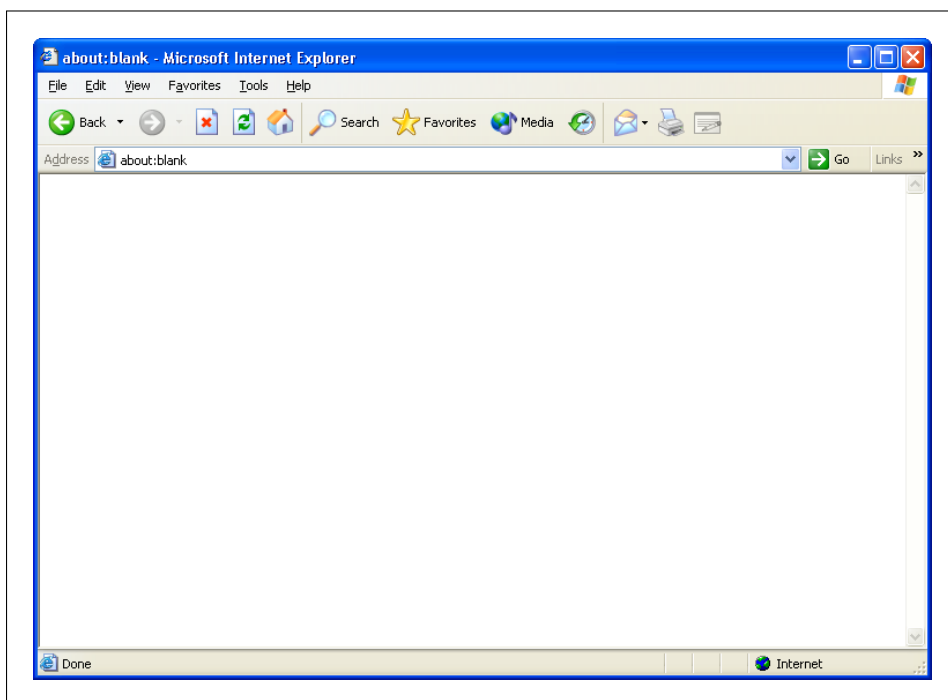 about:blank - Microsoft Internet Explorer
File Edit View Favorites Tools Help
Back Search Favorites Media
Address about:blank Go Links »
Done Internet